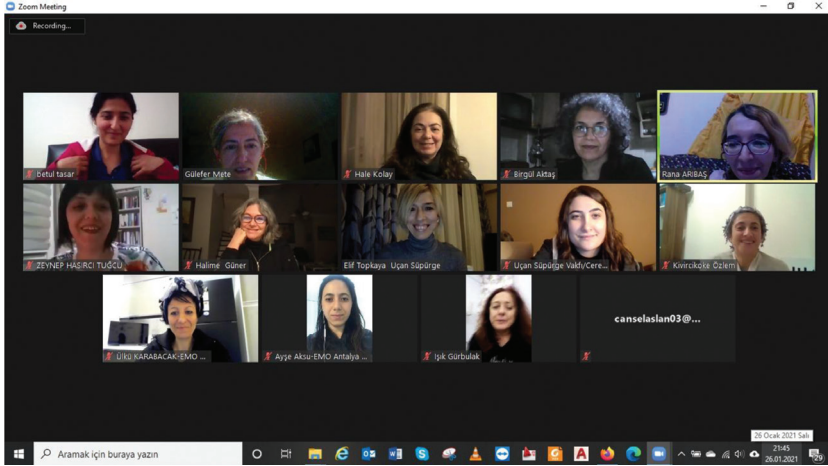 Zoom Meeting
Recording...
betul tasar
Gülefer Mete
Hale Kolay
Birgül Aktaş
Rana ARIBAŞ
ZEYNEP HASIRCI TUĞCU
Halime Güner
Elif Topkaya Uçan Süpürge
Uçan Süpürge Vakfı/Cere...
Kivircikoke Özlem
Ülkü KARABACAK-EMO ...
Ayşe Aksu-EMO Antalya ...
Işık Gürbulak
canselaslan03@...
26 Ocak 2021 Salı
Aramak için buraya yazın
21:45
26.01.2021
29